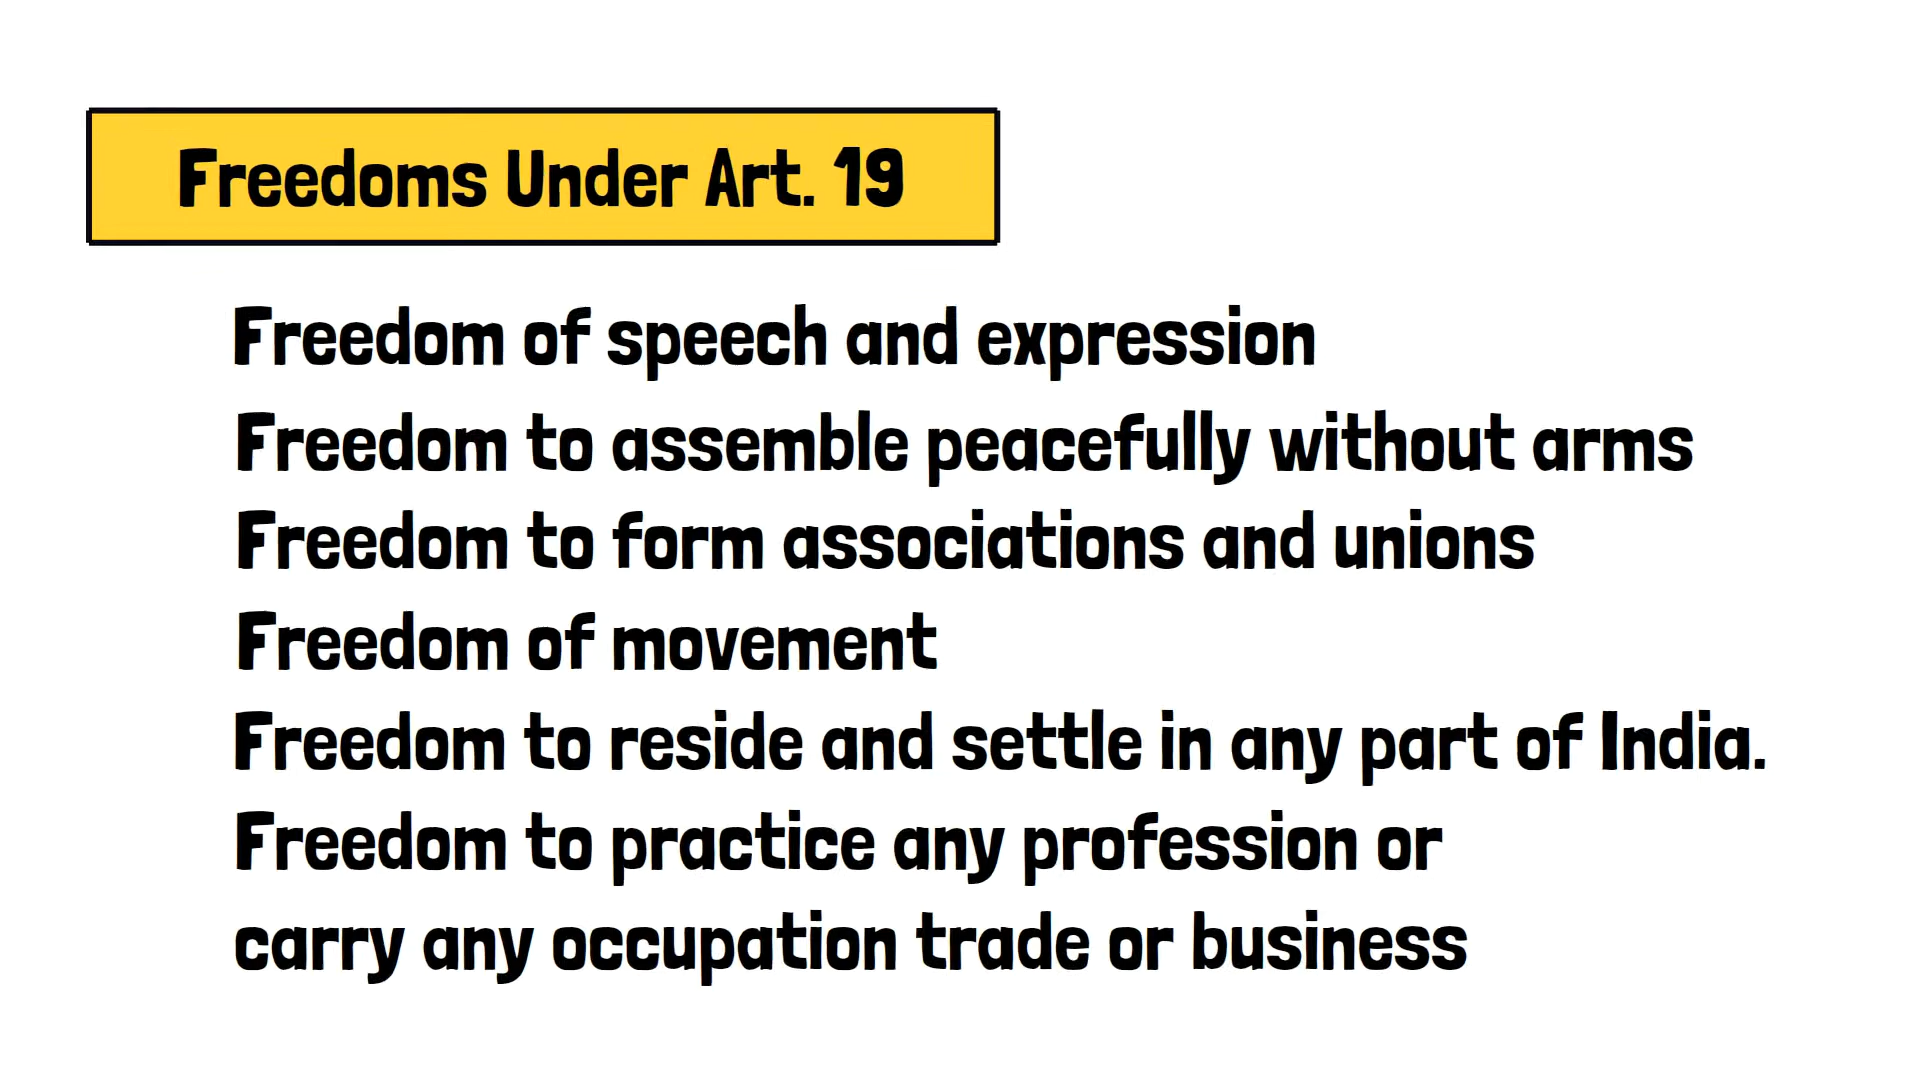 Freedoms Under Art. 19
Freedom of speech and expression
Freedom to assemble peacefully without arms
Freedom to form associations and unions
Freedom of movement
Freedom to reside and settle in any part of India.
Freedom to practice any profession or
carry any occupation trade or business